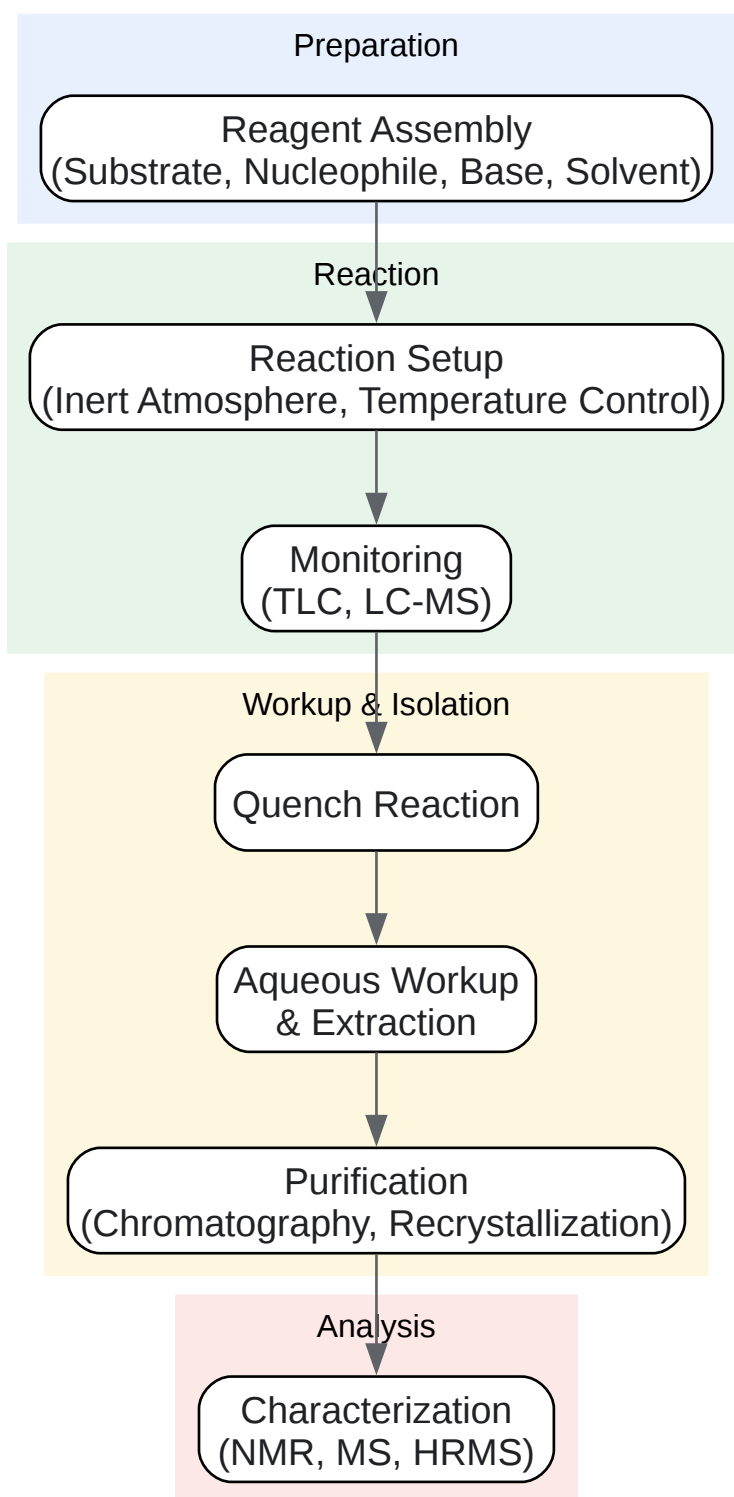 Preparation
Reagent Assembly
(Substrate, Nucleophile, Base, Solvent)
Reaction
Reaction Setup
(Inert Atmosphere, Temperature Control)
Monitoring
(TLC, LC-MS)
Workup & Isolation
Quench Reaction
Aqueous Workup
& Extraction
Purification
(Chromatography, Recrystallization)
Analysis
Characterization
(NMR, MS, HRMS)